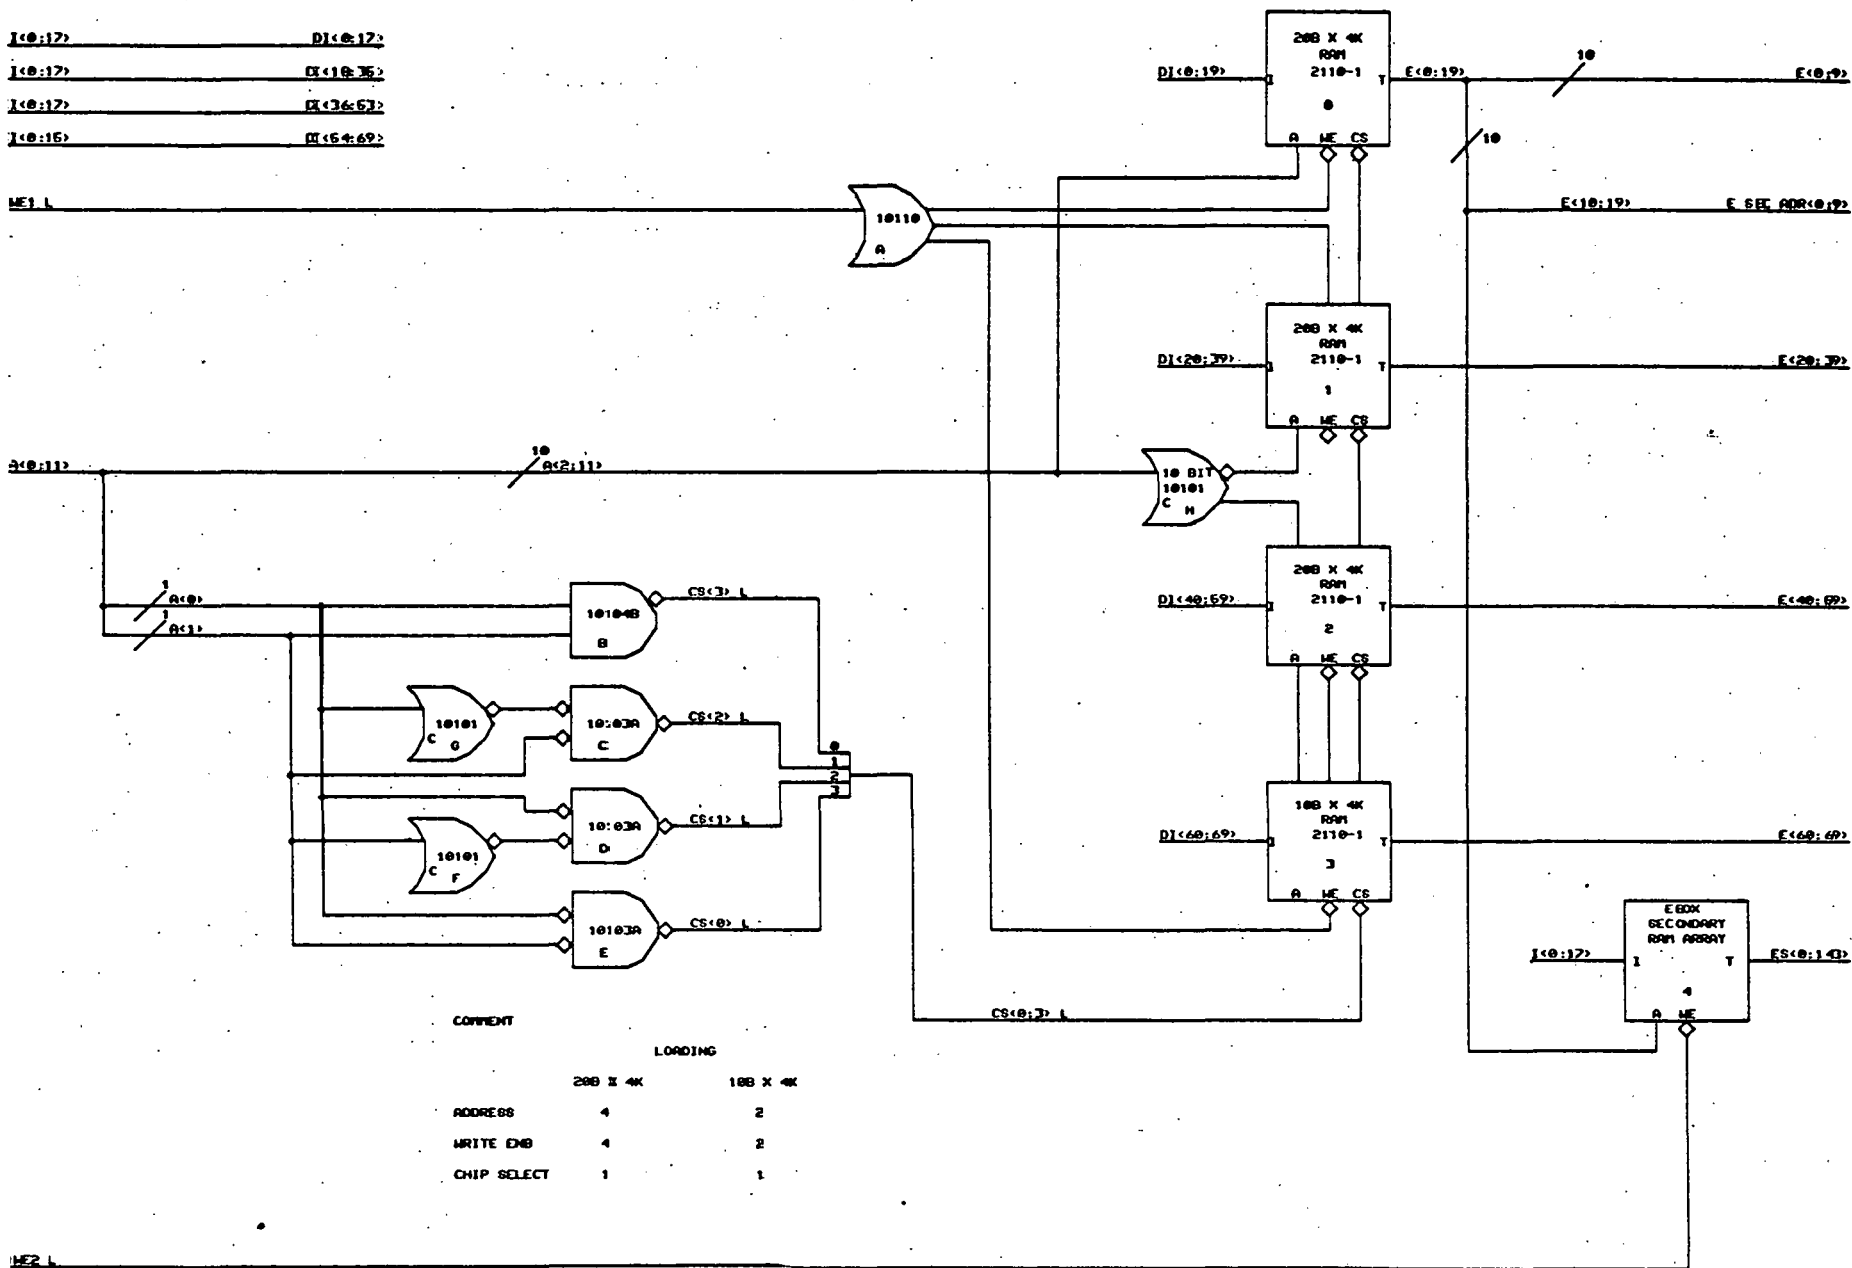 I<0:17> DI<0:17>
I<0:17> DI<18:35>
I<0:17> DI<36:53>
I<0:15> DI<54:69>
WE1 L
10110
A
DI<0:19>
20B X 4K
RAM
2110-1
I T
0
A WE CS
E<0:19>
10
E<0:9>
10
E<10:19> E SEC ADR<0:9>
DI<20:39>
20B X 4K
RAM
2110-1
I T
1
A WE CS
E<20:39>
A<0:11>
10
A<2:11>
10 BIT
10101
C H
DI<40:59>
20B X 4K
RAM
2110-1
I T
2
A WE CS
E<40:59>
1
A<0>
1
A<1>
10104B
B
CS<3> L
10101
C G
10103A
C
CS<2> L
10103A
D
CS<1> L
10101
C F
10103A
E
CS<0> L
0
1
2
3
DI<60:69>
10B X 4K
RAM
2110-1
I T
3
A WE CS
E<60:69>
CS<0:3> L
I<0:17>
EBOX
SECONDARY
RAM ARRAY
I T
4
A WE
ES<0:143>
COMMENT
LOADING
20B X 4K 10B X 4K
ADDRESS 4 2
WRITE ENB 4 2
CHIP SELECT 1 1
WE2 L